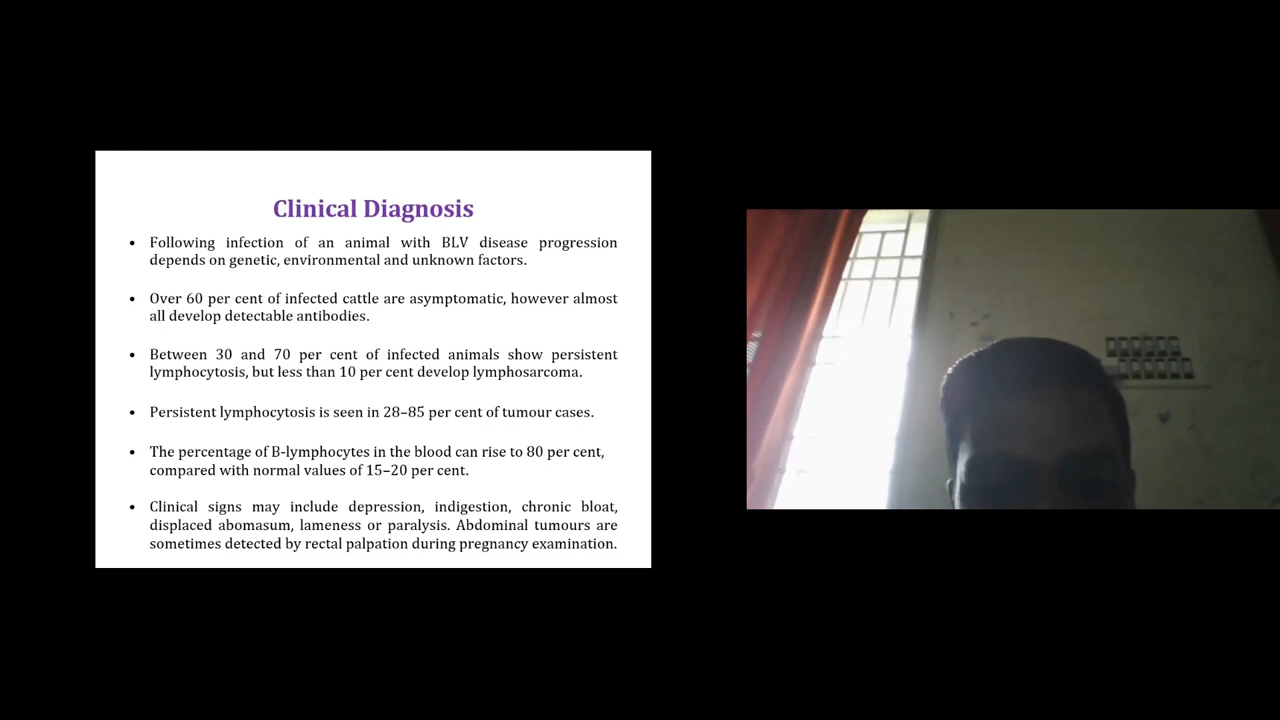 Clinical Diagnosis
• Following infection of an animal with BLV disease progression
depends on genetic, environmental and unknown factors.
• Over 60 per cent of infected cattle are asymptomatic, however almost
all develop detectable antibodies.
• Between 30 and 70 per cent of infected animals show persistent
lymphocytosis, but less than 10 per cent develop lymphosarcoma.
• Persistent lymphocytosis is seen in 28–85 per cent of tumour cases.
• The percentage of B-lymphocytes in the blood can rise to 80 per cent,
compared with normal values of 15–20 per cent.
• Clinical signs may include depression, indigestion, chronic bloat,
displaced abomasum, lameness or paralysis. Abdominal tumours are
sometimes detected by rectal palpation during pregnancy examination.